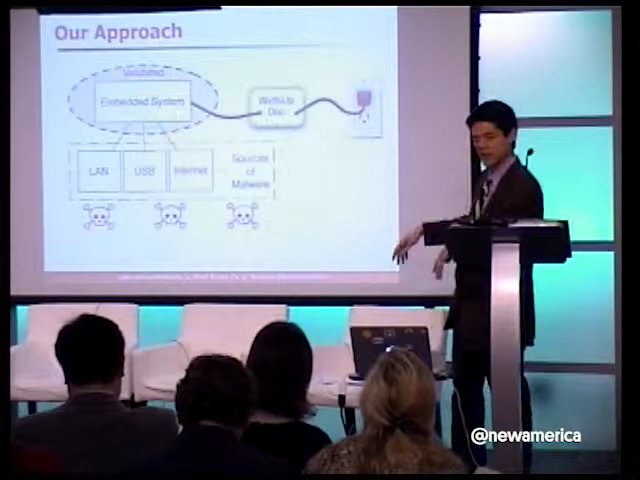 Our Approach
Validated
Embedded System
WattsUp
Doc
LAN
USB
Internet
Sources
of
Malware
@newamerica